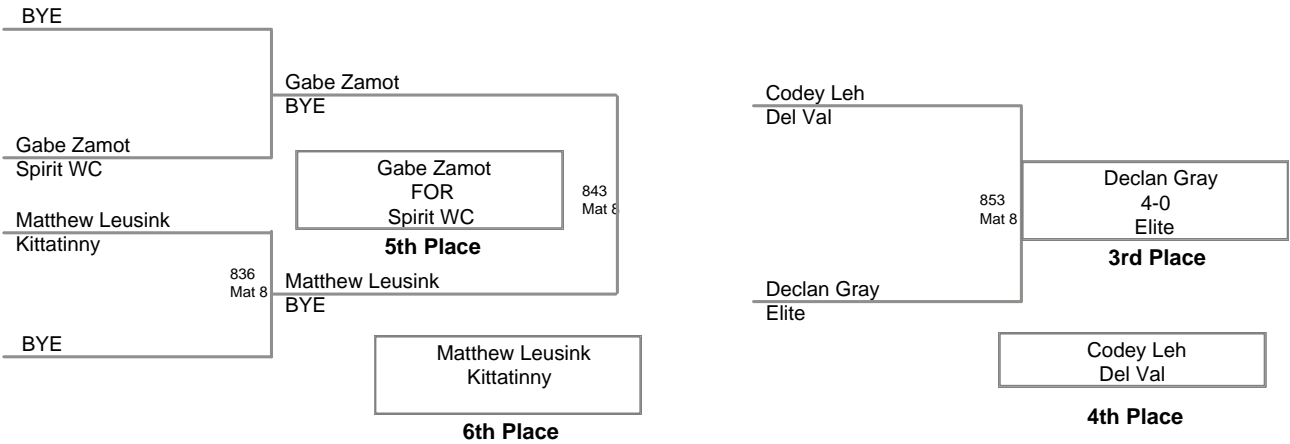 BYE
Gabe Zamot
BYE
Gabe Zamot
Spirit WC
Gabe Zamot
FOR
Spirit WC
5th Place
843
Mat 8
Matthew Leusink
Kittatinny
836
Mat 8
Matthew Leusink
BYE
BYE
Matthew Leusink
Kittatinny
6th Place
Codey Leh
Del Val
853
Mat 8
Declan Gray
4-0
Elite
3rd Place
Declan Gray
Elite
Codey Leh
Del Val
4th Place